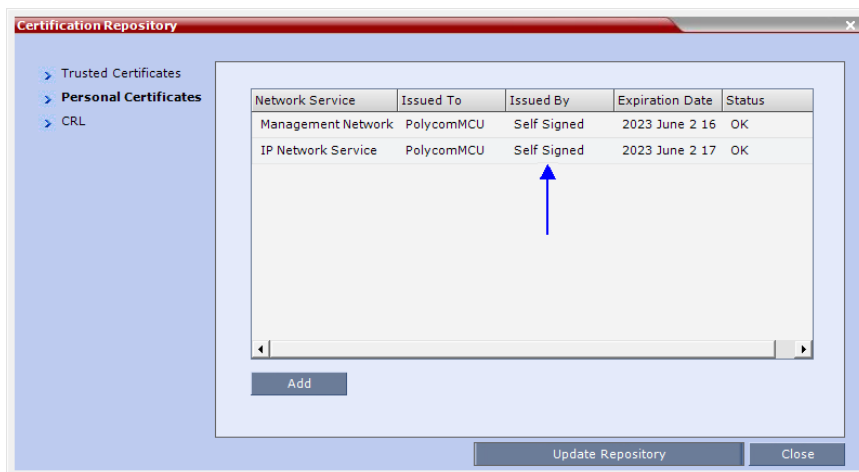 Certification Repository
Trusted Certificates
Personal Certificates
CRL
Network Service Issued To Issued By Expiration Date Status
Management Network PolycomMCU Self Signed 2023 June 2 16 OK
IP Network Service PolycomMCU Self Signed 2023 June 2 17 OK
Add
Update Repository Close